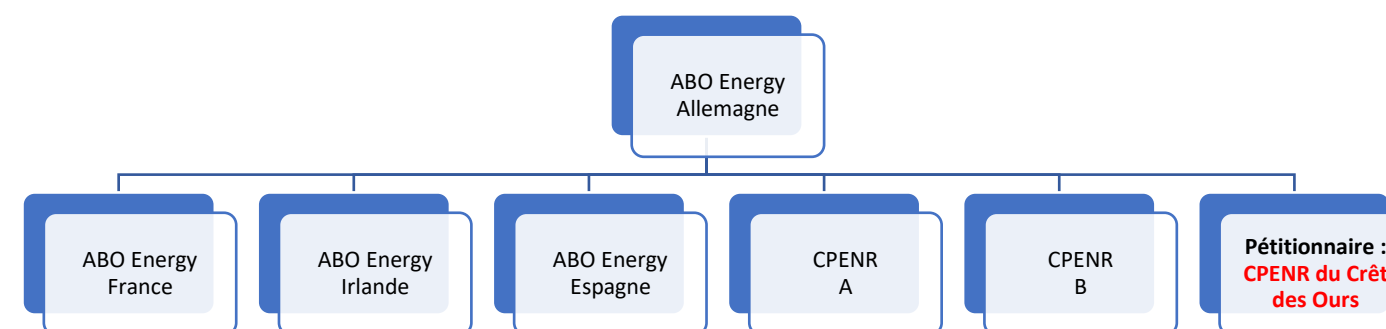 ABO Energy
Allemagne
ABO Energy
France
ABO Energy
Irlande
ABO Energy
Espagne
CPENR
A
CPENR
B
Pétitionnaire :
CPENR du Crêt
des Ours